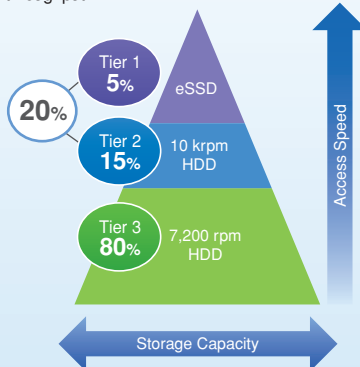 Tier 1
5%
eSSD
20%
Tier 2
15%
10 krpm
HDD
Tier 3
80%
7,200 rpm
HDD
Access Speed
Storage Capacity